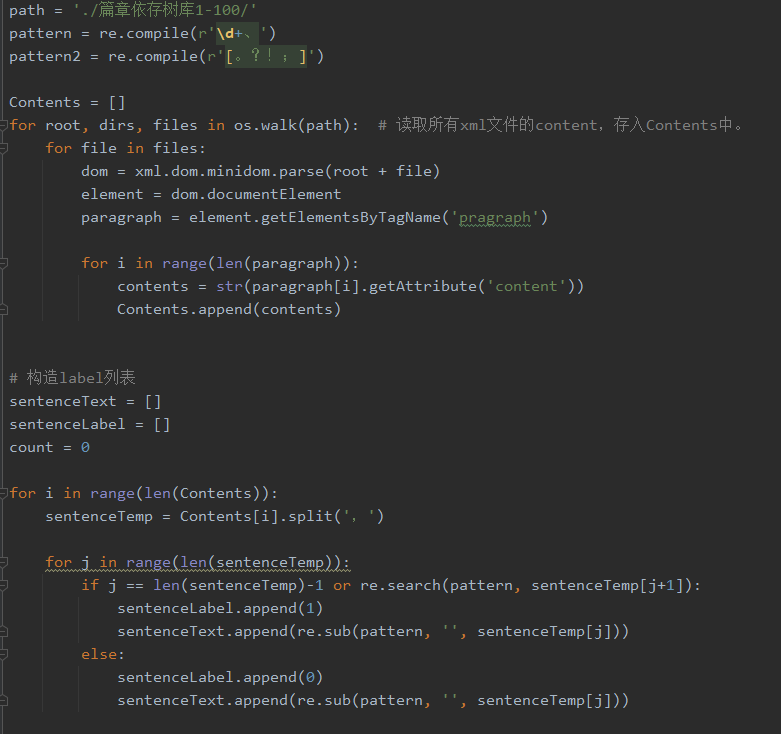 path = './篇章依存树库1-100/'
pattern = re.compile(r'\d+、')
pattern2 = re.compile(r'[。？！；]')
Contents = []
for root, dirs, files in os.walk(path):  # 读取所有xml文件的content，存入Contents中。
    for file in files:
        dom = xml.dom.minidom.parse(root + file)
        element = dom.documentElement
        paragraph = element.getElementsByTagName('pragraph')
        for i in range(len(paragraph)):
            contents = str(paragraph[i].getAttribute('content'))
            Contents.append(contents)
# 构造label列表
sentenceText = []
sentenceLabel = []
count = 0
for i in range(len(Contents)):
    sentenceTemp = Contents[i].split('，')
    for j in range(len(sentenceTemp)):
        if j == len(sentenceTemp)-1 or re.search(pattern, sentenceTemp[j+1]):
            sentenceLabel.append(1)
            sentenceText.append(re.sub(pattern, '', sentenceTemp[j]))
        else:
            sentenceLabel.append(0)
            sentenceText.append(re.sub(pattern, '', sentenceTemp[j]))